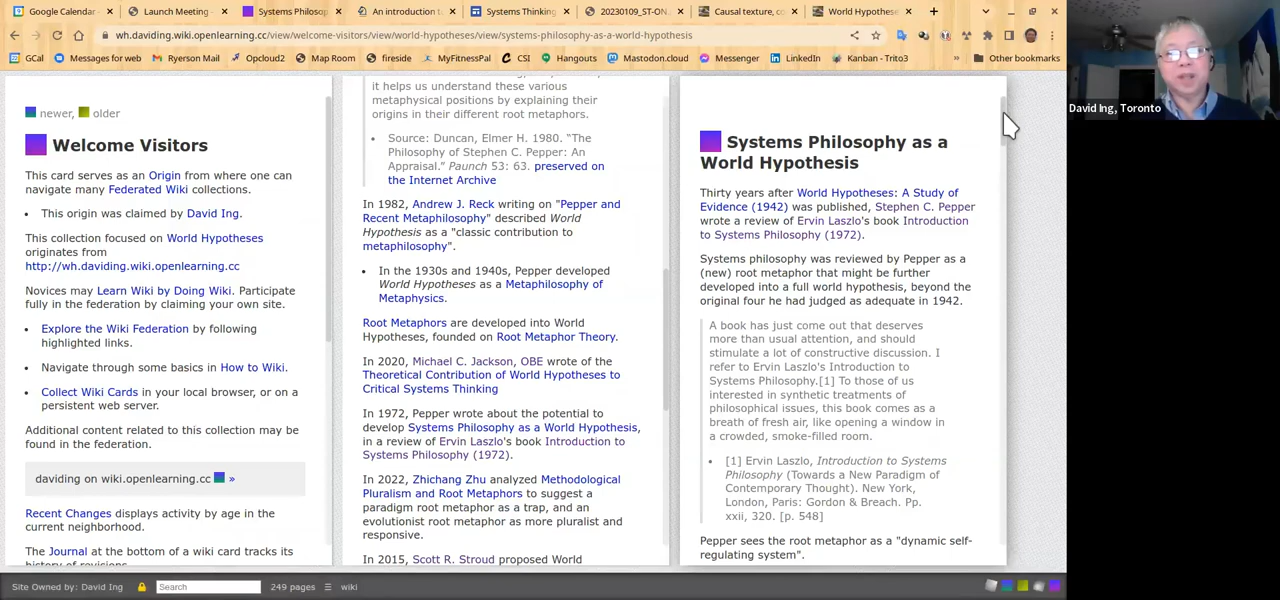 Google Calendar
Launch Meeting -
Systems Philosop
An introduction t
Systems Thinking
20230109_ST-ON
Causal texture, co
World Hypothese
wh.daviding.wiki.openlearning.cc/view/welcome-visitors/view/world-hypotheses/view/systems-philosophy-as-a-world-hypothesis
GCal
Messages for web
Ryerson Mail
Opcloud2
Map Room
fireside
MyFitnessPal
CSI
Hangouts
Mastodon.cloud
Messenger
LinkedIn
Kanban - Trito3
»
Other bookmarks
newer, older
Welcome Visitors
This card serves as an Origin from where one can
navigate many Federated Wiki collections.
• This origin was claimed by David Ing.
This collection focused on World Hypotheses
originates from
http://wh.daviding.wiki.openlearning.cc
Novices may Learn Wiki by Doing Wiki. Participate
fully in the federation by claiming your own site.
• Explore the Wiki Federation by following
highlighted links.
• Navigate through some basics in How to Wiki.
• Collect Wiki Cards in your local browser, or on a
persistent web server.
Additional content related to this collection may be
found in the federation.
daviding on wiki.openlearning.cc »
Recent Changes displays activity by age in the
current neighborhood.
The Journal at the bottom of a wiki card tracks its
history of revisions.
it helps us understand these various
metaphysical positions by explaining their
origins in their different root metaphors.
• Source: Duncan, Elmer H. 1980. “The
Philosophy of Stephen C. Pepper: An
Appraisal.” Paunch 53: 63. preserved on
the Internet Archive
In 1982, Andrew J. Reck writing on "Pepper and
Recent Metaphilosophy" described World
Hypothesis as a "classic contribution to
metaphilosophy".
• In the 1930s and 1940s, Pepper developed
World Hypotheses as a Metaphilosophy of
Metaphysics.
Root Metaphors are developed into World
Hypotheses, founded on Root Metaphor Theory.
In 2020, Michael C. Jackson, OBE wrote of the
Theoretical Contribution of World Hypotheses to
Critical Systems Thinking
In 1972, Pepper wrote about the potential to
develop Systems Philosophy as a World Hypothesis,
in a review of Ervin Laszlo's book Introduction to
Systems Philosophy (1972).
In 2022, Zhichang Zhu analyzed Methodological
Pluralism and Root Metaphors to suggest a
paradigm root metaphor as a trap, and an
evolutionist root metaphor as more pluralist and
responsive.
In 2015, Scott R. Stroud proposed World
Systems Philosophy as a
World Hypothesis
Thirty years after World Hypotheses: A Study of
Evidence (1942) was published, Stephen C. Pepper
wrote a review of Ervin Laszlo's book Introduction
to Systems Philosophy (1972).
Systems philosophy was reviewed by Pepper as a
(new) root metaphor that might be further
developed into a full world hypothesis, beyond the
original four he had judged as adequate in 1942.
A book has just come out that deserves
more than usual attention, and should
stimulate a lot of constructive discussion. I
refer to Ervin Laszlo's Introduction to
Systems Philosophy.[1] To those of us
interested in synthetic treatments of
philosophical issues, this book comes as a
breath of fresh air, like opening a window in
a crowded, smoke-filled room.
• [1] Ervin Laszlo, Introduction to Systems
Philosophy (Towards a New Paradigm of
Contemporary Thought). New York,
London, Paris: Gordon & Breach. Pp.
xxii, 320. [p. 548]
Pepper sees the root metaphor as a "dynamic self-
regulating system".
David Ing, Toronto
Site Owned by: David Ing
Search
249 pages
wiki